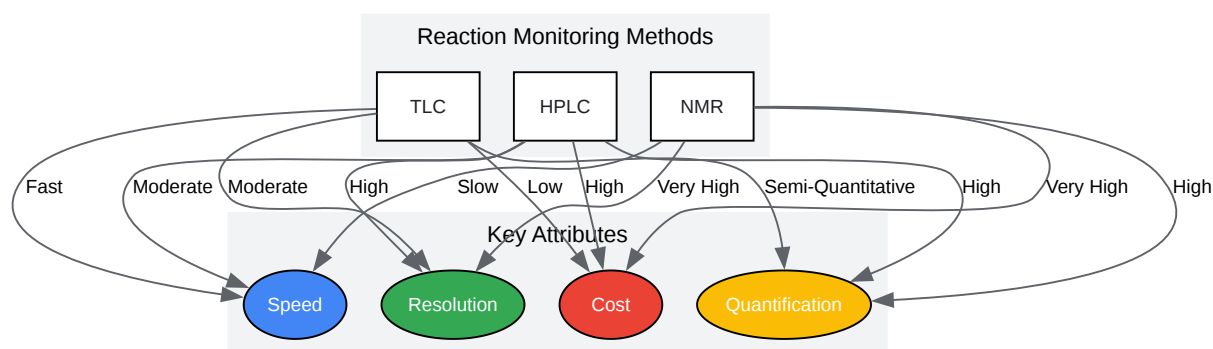 Reaction Monitoring Methods
TLC
HPLC
NMR
Fast
Moderate
Moderate
High
Slow
Low
High
Very High
Semi-Quantitative
High
Very High
High
Key Attributes
Speed
Resolution
Cost
Quantification